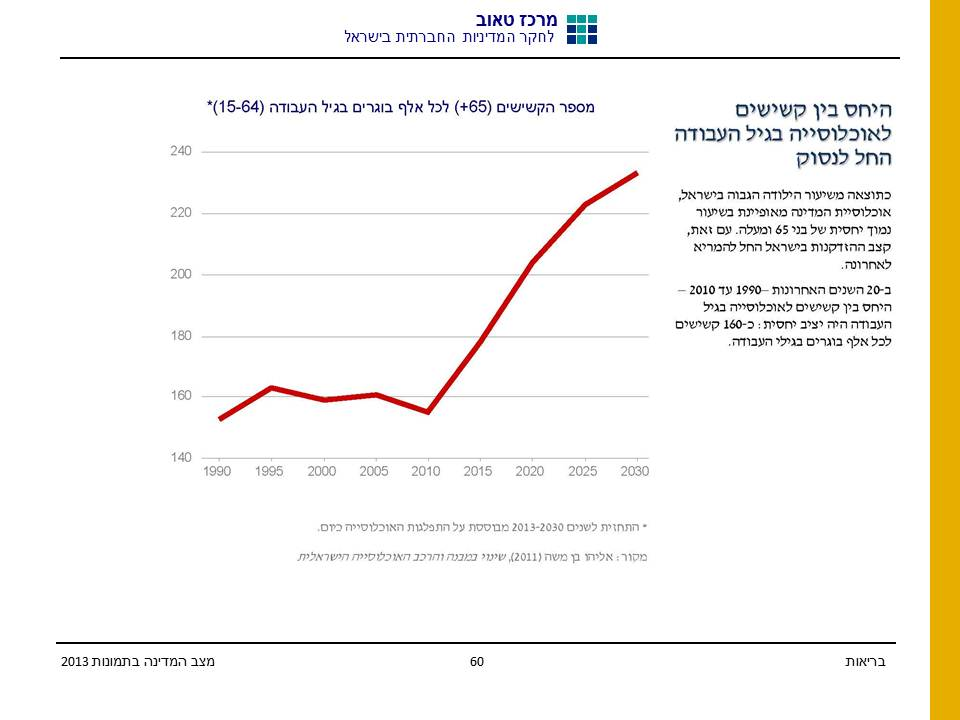 מרכז טאוב
לחקר המדיניות החברתית בישראל
היחס בין קשישים
לאוכלוסייה בגיל העבודה
החל לנסוק
כתוצאה משיעור הילודה הגבוה בישראל,
אוכלוסיית המדינה מאופיינת בשיעור
נמוך יחסית של בני 65 ומעלה. עם זאת,
קצב ההזדקנות בישראל החל להמריא
לאחרונה.
ב-20 השנים האחרונות –1990 עד 2010 –
היחס בין קשישים לאוכלוסייה בגיל
העבודה היה יציב יחסית: כ-160 קשישים
לכל אלף בוגרים בגילי העבודה.
מספר הקשישים (65+) לכל אלף בוגרים בגיל העבודה (15-64)*
240
220
200
180
160
140
1990 1995 2000 2005 2010 2015 2020 2025 2030
* התחזית לשנים 2013-2030 מבוססת על התפלגות האוכלוסייה כיום.
מקור: אליהו בן משה (2011), שינוי במבנה והרכב האוכלוסייה הישראלית
בריאות
60
מצב המדינה בתמונות 2013